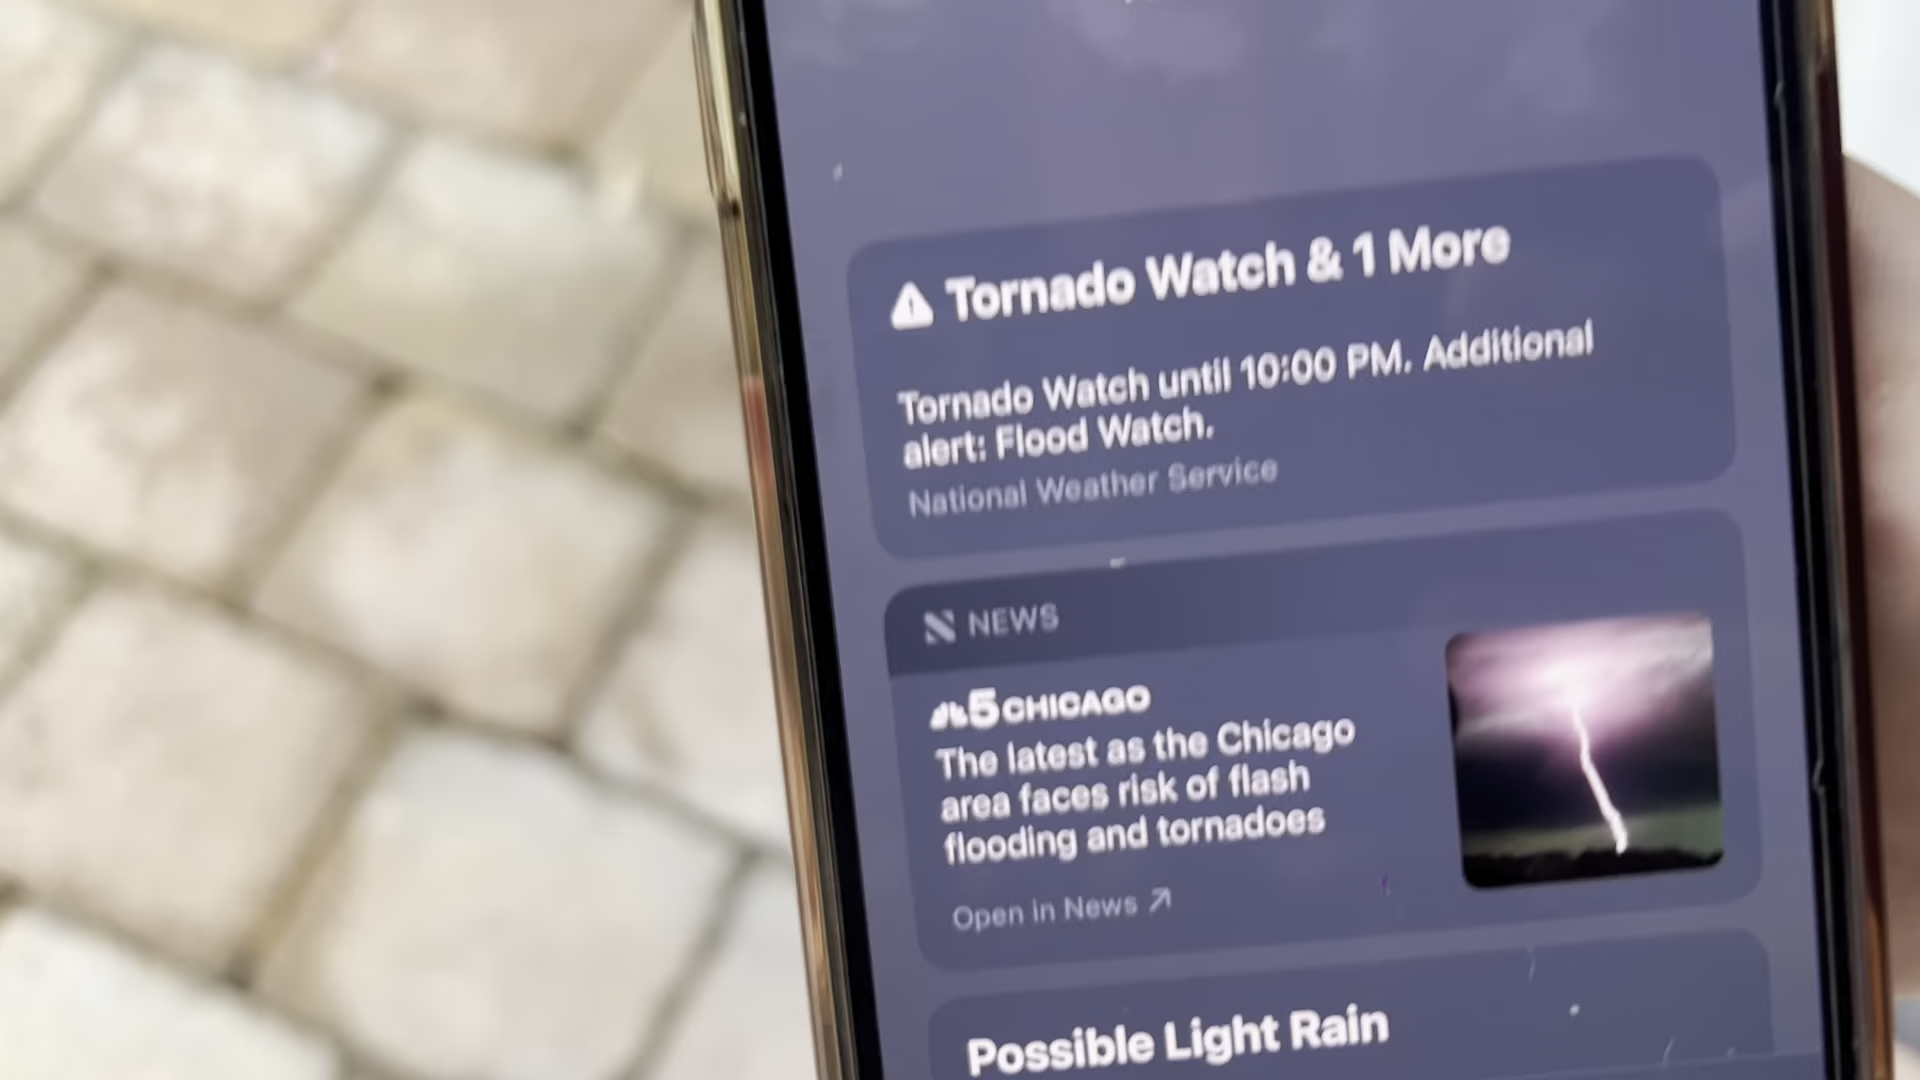 Tornado Watch & 1 More
Tornado Watch until 10:00 PM. Additional
alert: Flood Watch.
National Weather Service
NEWS
5 CHICAGO
The latest as the Chicago
area faces risk of flash
flooding and tornadoes
Open in News ↗
Possible Light Rain